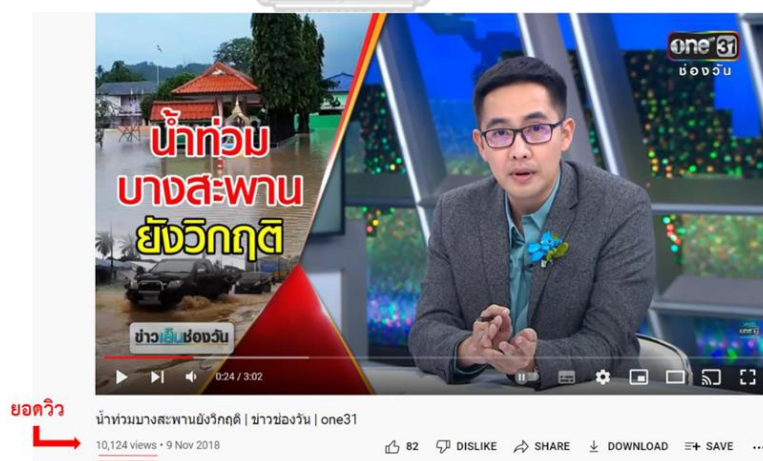 one 31
ช่องวัน
น้ำท่วม
บางสะพาน
ยังวิกฤติ
ข่าวเย็นช่องวัน
0:24 / 3:02
ยอดวิว
น้ำท่วมบางสะพานยังวิกฤติ | ข่าวช่องวัน | one31
10,124 views • 9 Nov 2018
82 DISLIKE SHARE DOWNLOAD SAVE